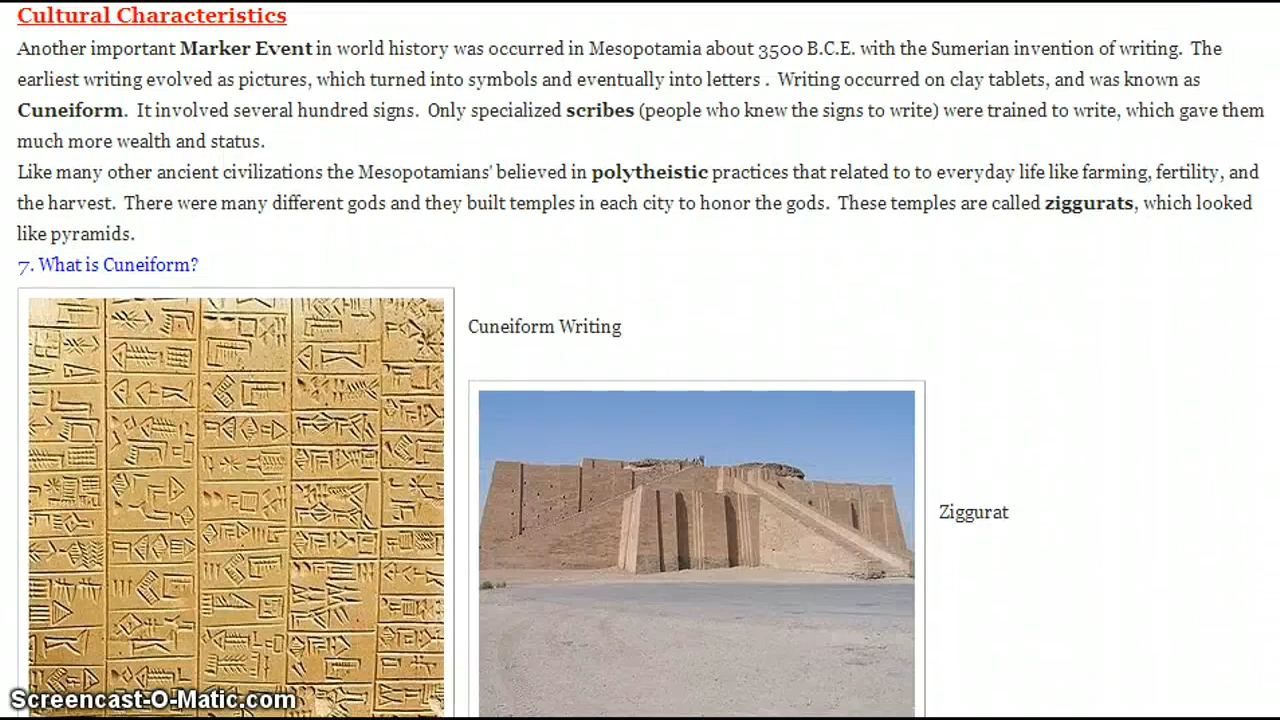 Cultural Characteristics
Another important Marker Event in world history was occurred in Mesopotamia about 3500 B.C.E. with the Sumerian invention of writing. The
earliest writing evolved as pictures, which turned into symbols and eventually into letters . Writing occurred on clay tablets, and was known as
Cuneiform. It involved several hundred signs. Only specialized scribes (people who knew the signs to write) were trained to write, which gave them
much more wealth and status.
Like many other ancient civilizations the Mesopotamians' believed in polytheistic practices that related to to everyday life like farming, fertility, and
the harvest. There were many different gods and they built temples in each city to honor the gods. These temples are called ziggurats, which looked
like pyramids.
7. What is Cuneiform?
Cuneiform Writing
Ziggurat
Screencast-O-Matic.com